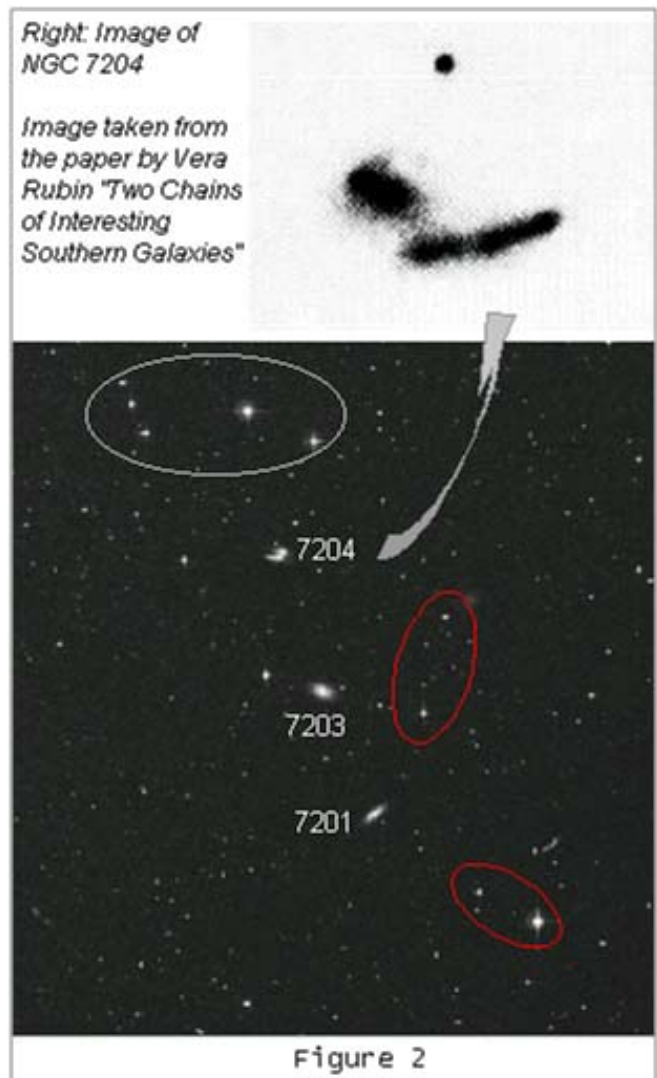 Right: Image of
NGC 7204
Image taken from
the paper by Vera
Rubin "Two Chains
of Interesting
Southern Galaxies"
7204
7203
7201
Figure 2